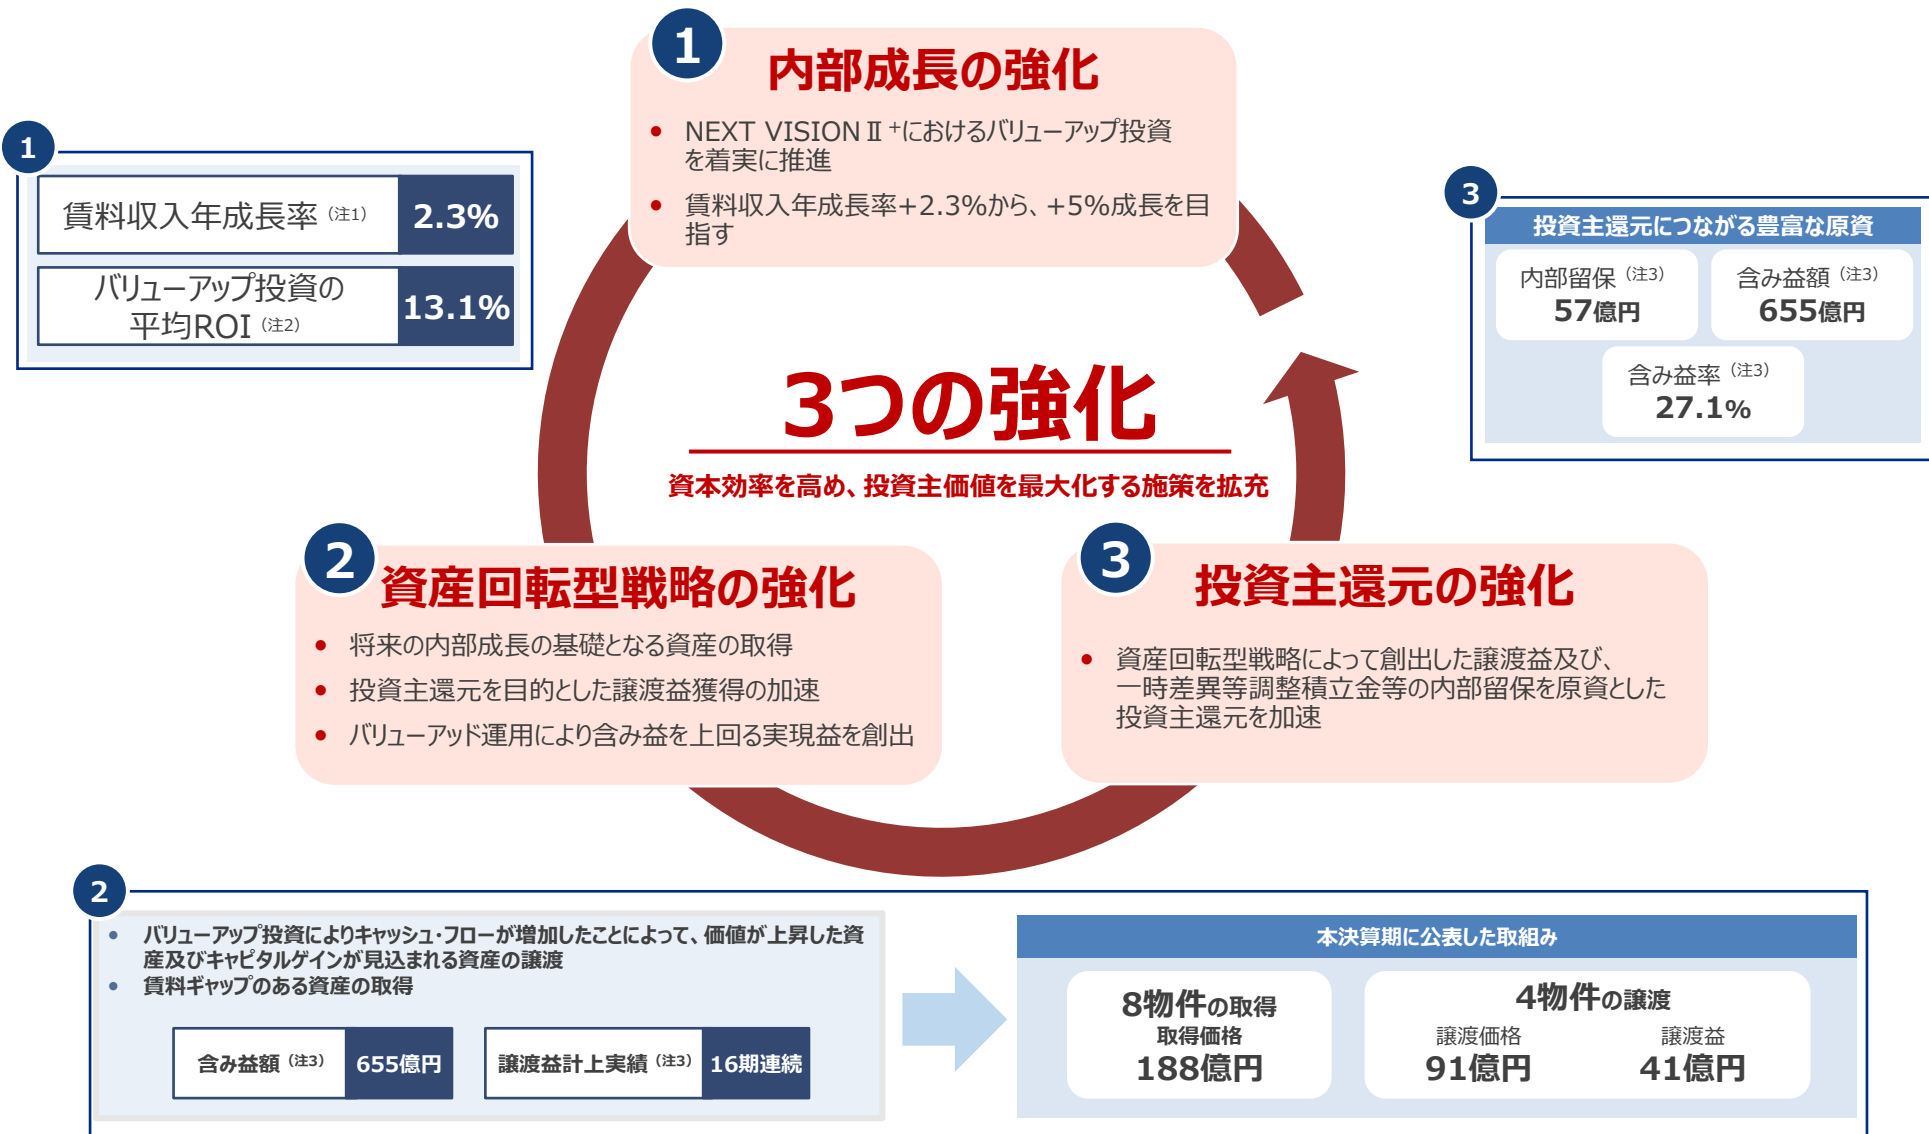 1
内部成長の強化
• NEXT VISIONⅡ⁺におけるバリューアップ投資
を着実に推進
• 賃料収入年成長率+2.3%から、+5%成長を目
指す
1
賃料収入年成長率（注1） 2.3%
バリューアップ投資の
平均ROI（注2） 13.1%
3
投資主還元につながる豊富な原資
内部留保（注3） 含み益額（注3）
57億円 655億円
含み益率（注3）
27.1%
3つの強化
資本効率を高め、投資主価値を最大化する施策を拡充
2
資産回転型戦略の強化
• 将来の内部成長の基礎となる資産の取得
• 投資主還元を目的とした譲渡益獲得の加速
• バリューアッド運用により含み益を上回る実現益を創出
3
投資主還元の強化
• 資産回転型戦略によって創出した譲渡益及び、
一時差異等調整積立金等の内部留保を原資とした
投資主還元を加速
2
• バリューアップ投資によりキャッシュ・フローが増加したことによって、価値が上昇した資
産及びキャピタルゲインが見込まれる資産の譲渡
• 賃料ギャップのある資産の取得
含み益額（注3） 655億円 譲渡益計上実績（注3） 16期連続
本決算期に公表した取組み
8物件の取得
取得価格
188億円
4物件の譲渡
譲渡価格 譲渡益
91億円 41億円